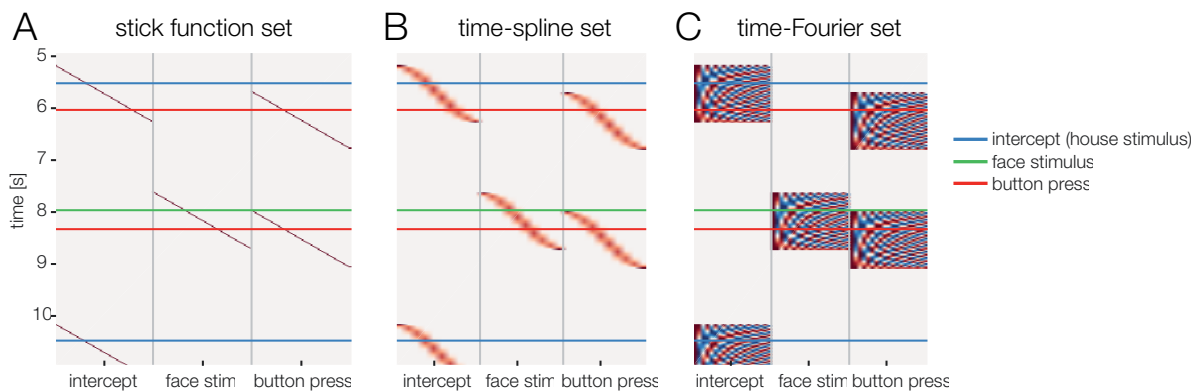 A stick function set
B time-spline set
C time-Fourier set
5
6
7
8
9
10
time [s]
intercept face stim button press
intercept face stim button press
intercept face stim button press
intercept (house stimulus)
face stimulus
button press